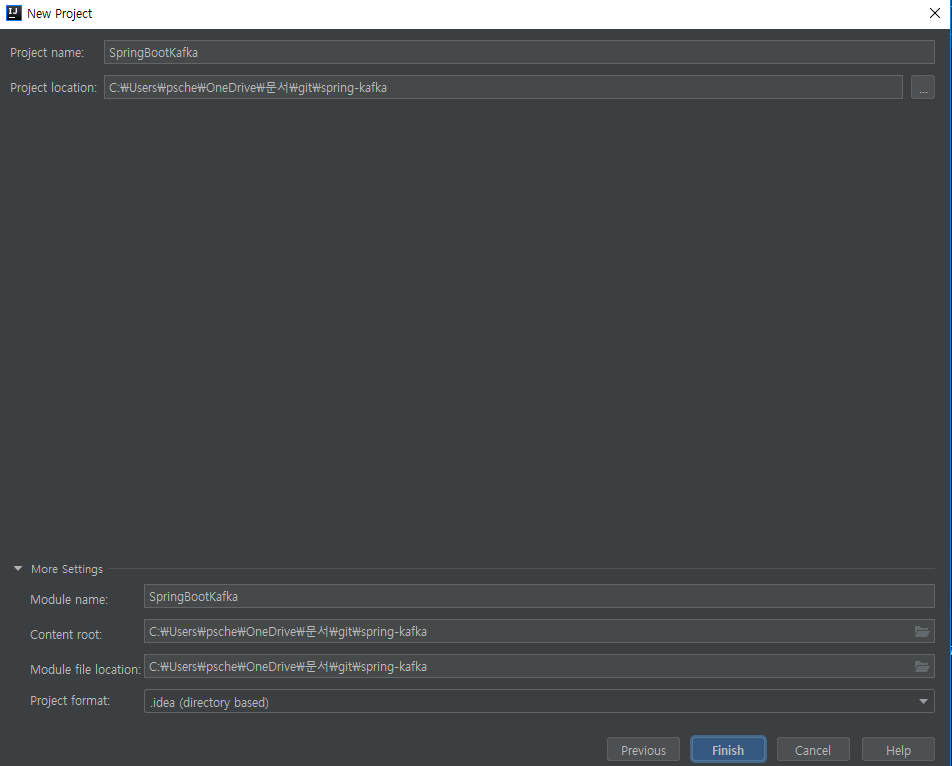 IJ New Project
Project name: SpringBootKafka
Project location: C:₩Users₩psche₩OneDrive₩문서₩git₩spring-kafka ...
More Settings
Module name: SpringBootKafka
Content root: C:₩Users₩psche₩OneDrive₩문서₩git₩spring-kafka
Module file location: C:₩Users₩psche₩OneDrive₩문서₩git₩spring-kafka
Project format: .idea (directory based)
Previous Finish Cancel Help